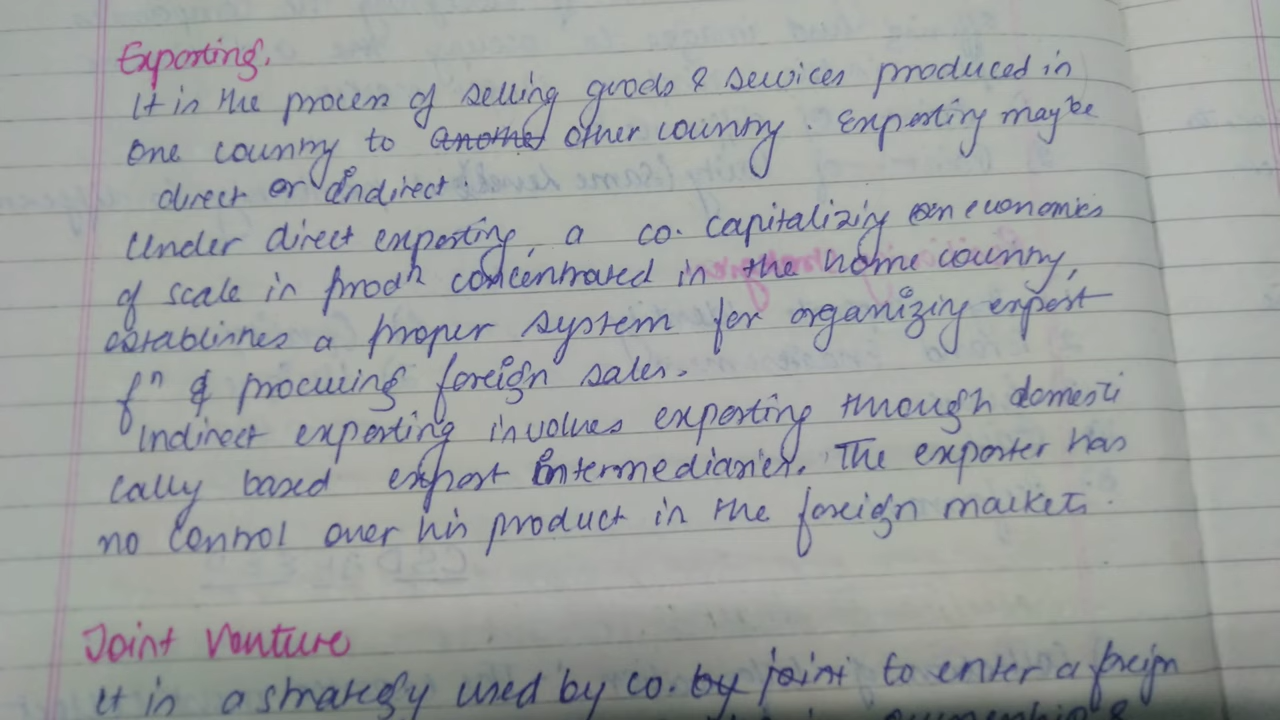 Exporting.
It is the process of selling goods & services produced in
one country to another other country. Exporting maybe
direct or indirect.
Under direct exporting, a co. capitalizing on economics
of scale in prodn concentrated in the home country,
establishes a proper system for organizing export
fn & procuring foreign sales.
Indirect exporting involves exporting through domesti
cally based export intermediaries. The exporter has
no control over his product in the foreign market.
Joint Venture
It is a strategy used by co. by joint to enter a foreign